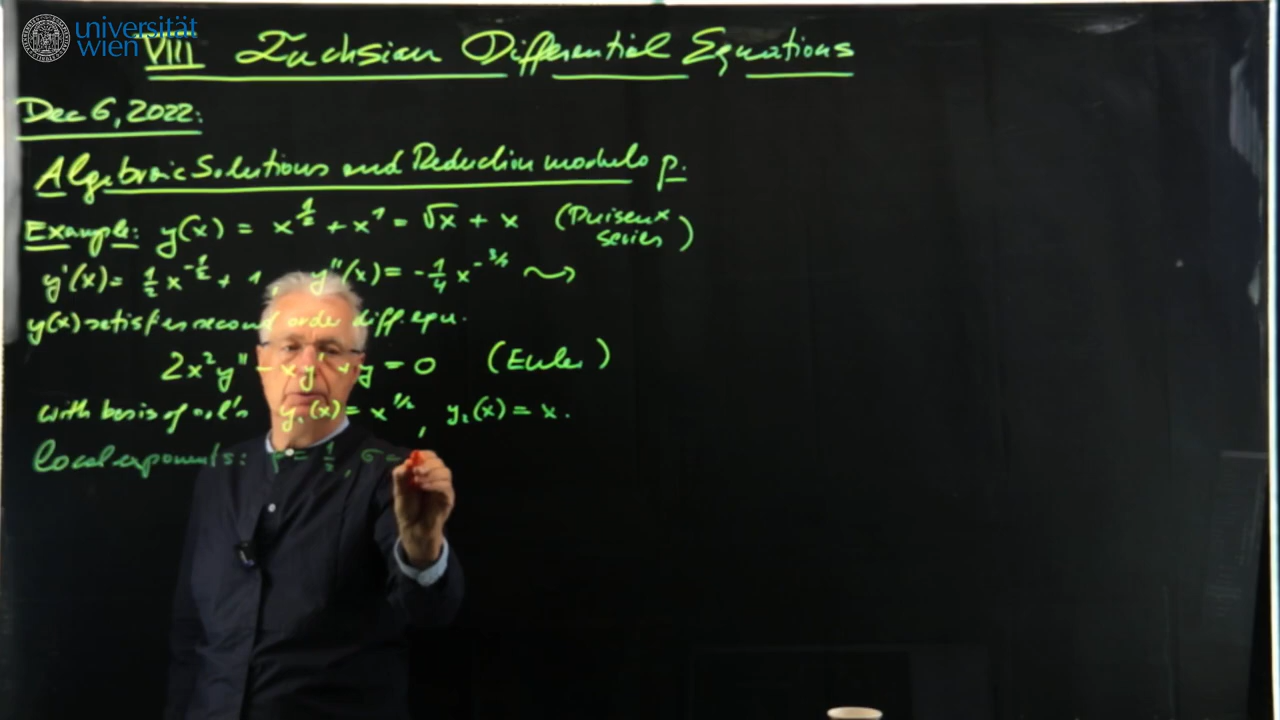 universität
wien
VIII Fuchsian Differential Equations
Dec 6, 2022:
Algebraic Solutions and Reduction modulo p.
Example: y(x) = x^{1/2} + x^1 = √x + x (Puiseux series)
y'(x) = 1/2 x^{-1/2} + 1, y''(x) = -1/4 x^{-3/2} ⤳
y(x) satisfies second order diff. equ.
2x²y'' - xy' + y = 0 (Euler)
with basis of sol's y₁(x) = x^{1/2}, y₂(x) = x.
local exponents: ρ = 1/2, σ =